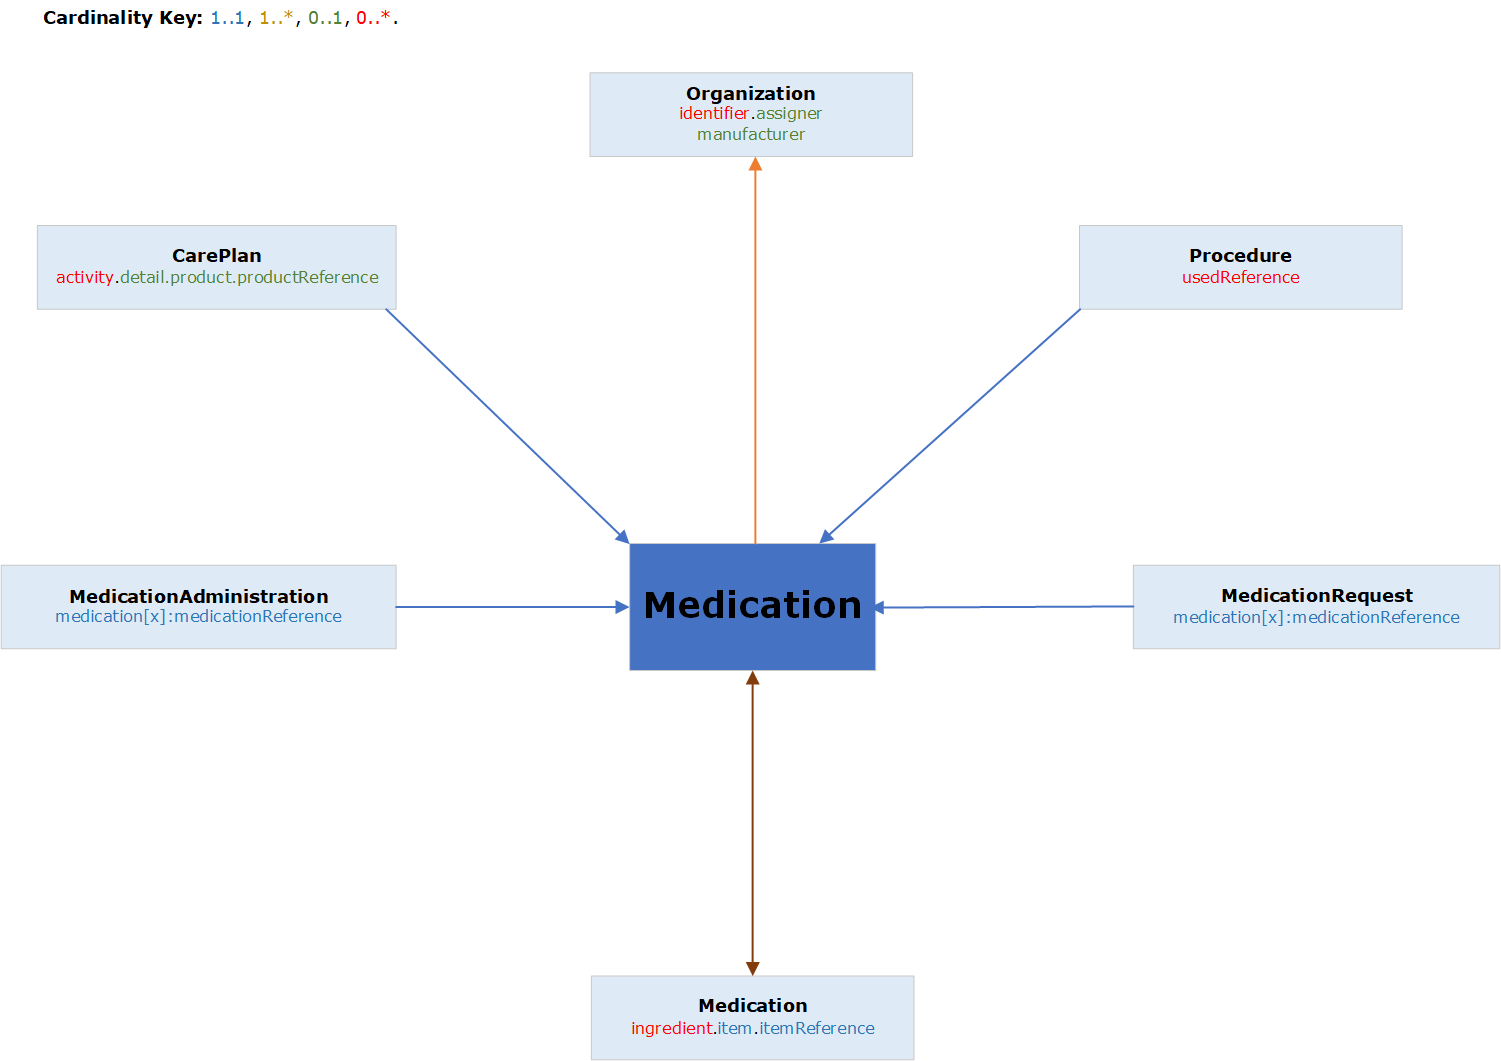 Cardinality Key: 1..1, 1..*, 0..1, 0..*.
Organization
identifier.assigner
manufacturer
CarePlan
activity.detail.product.productReference
Procedure
usedReference
MedicationAdministration
medication[x]:medicationReference
Medication
MedicationRequest
medication[x]:medicationReference
Medication
ingredient.item.itemReference